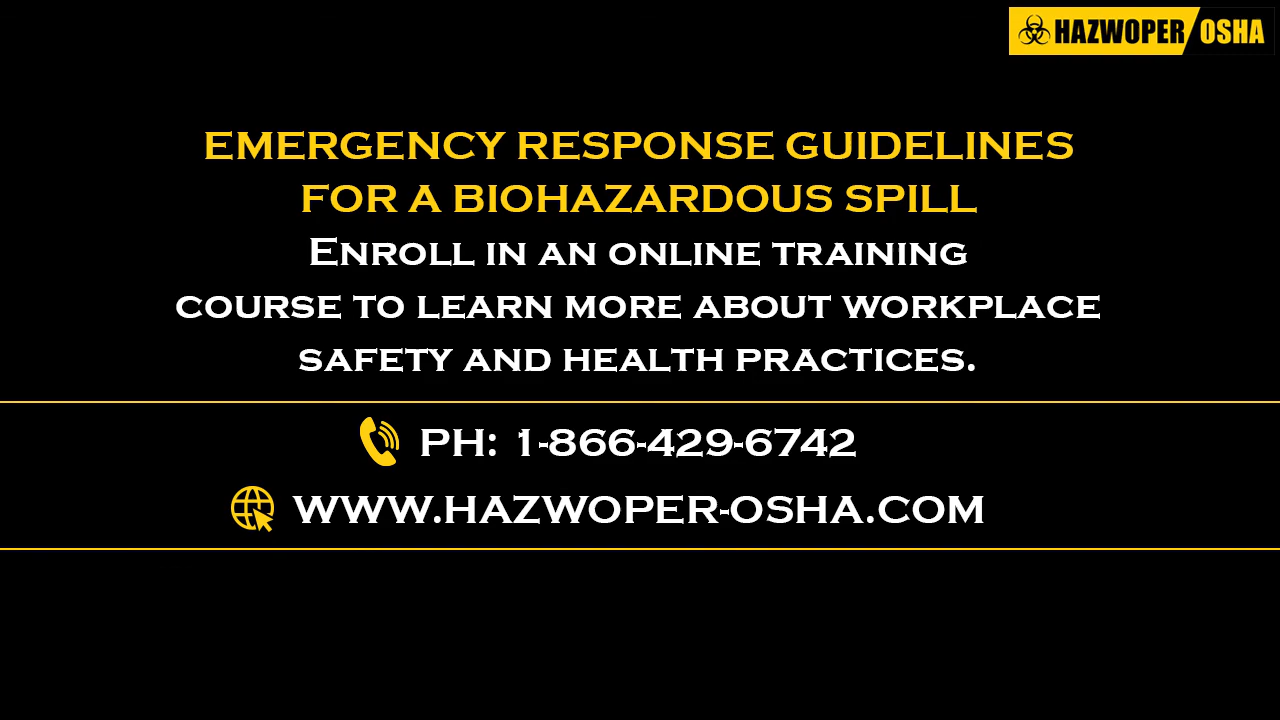 HAZWOPER OSHA
EMERGENCY RESPONSE GUIDELINES
FOR A BIOHAZARDOUS SPILL
ENROLL IN AN ONLINE TRAINING
COURSE TO LEARN MORE ABOUT WORKPLACE
SAFETY AND HEALTH PRACTICES.
PH: 1-866-429-6742
WWW.HAZWOPER-OSHA.COM